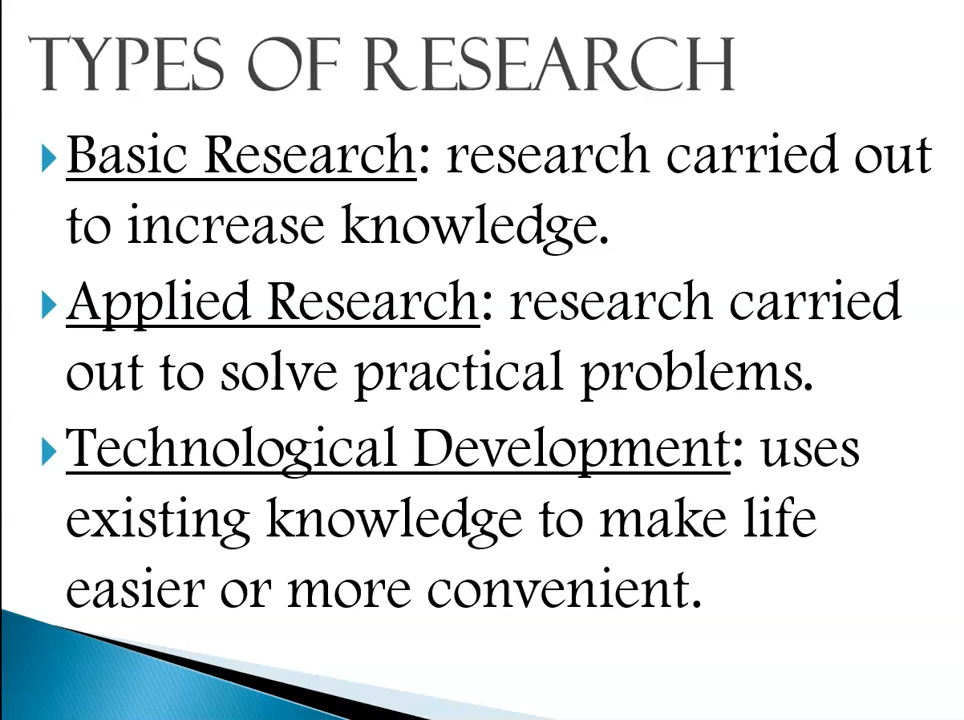 TYPES OF RESEARCH
Basic Research: research carried out
to increase knowledge.
Applied Research: research carried
out to solve practical problems.
Technological Development: uses
existing knowledge to make life
easier or more convenient.